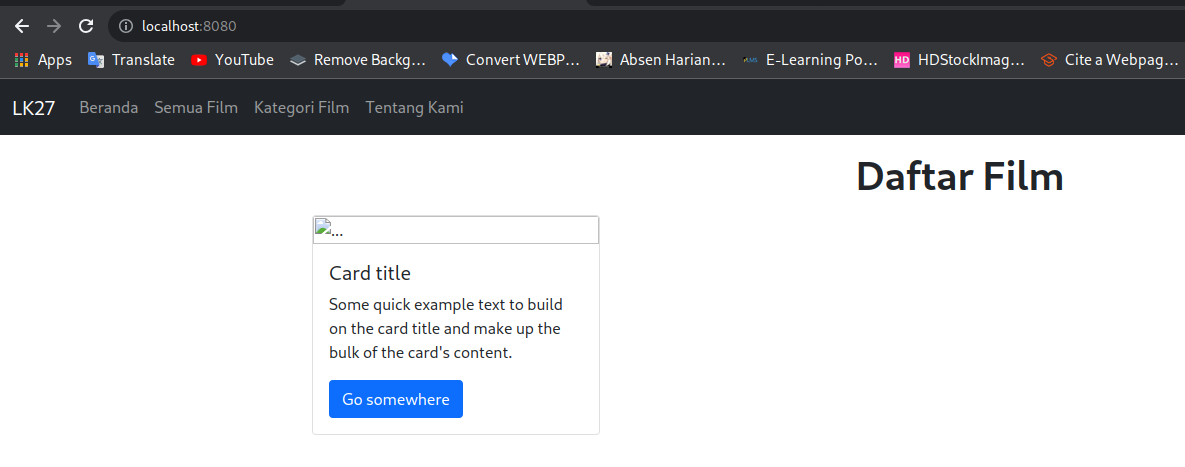 localhost:8080
Apps Translate YouTube Remove Backg... Convert WEBP... Absen Harian... E-Learning Po... HD HDStockImag... Cite a Webpag...
LK27 Beranda Semua Film Kategori Film Tentang Kami
Daftar Film
...
Card title
Some quick example text to build
on the card title and make up the
bulk of the card's content.
Go somewhere